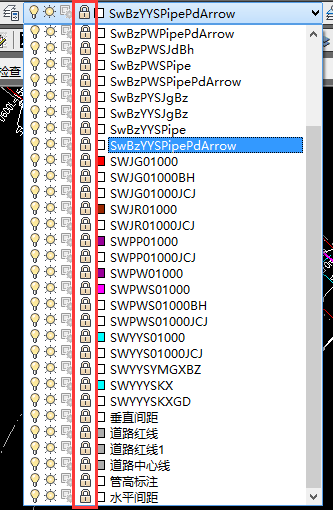 SwBzYYSPipePdArrow
SwBzPWPipePdArrow
SwBzPWSJdBh
SwBzPWSPipe
SwBzPWSPipePdArrow
SwBzPYSJgBz
SwBzYYSJgBz
SwBzYYSPipe
SwBzYYSPipePdArrow
SWJG01000
SWJG01000BH
SWJG01000JCJ
SWJR01000
SWJR01000JCJ
SWPP01000
SWPP01000JCJ
SWPW01000
SWPWS01000
SWPWS01000BH
SWPWS01000JCJ
SWYYS01000
SWYYS01000JCJ
SWYYSYMGXBZ
SWYYYSKX
SWYYYSKXGD
垂直间距
道路红线
道路红线1
道路中心线
管高标注
水平间距
检查